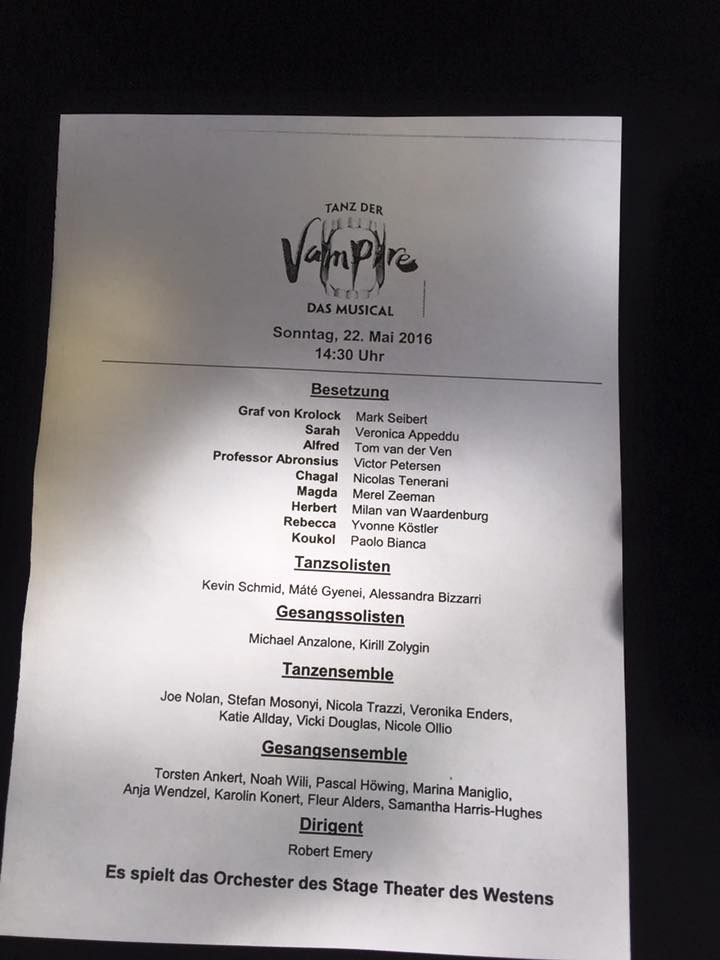 TANZ DER
Vampire
DAS MUSICAL
Sonntag, 22. Mai 2016
14:30 Uhr
Besetzung
Graf von Krolock Mark Seibert
Sarah Veronica Appeddu
Alfred Tom van der Ven
Professor Abronsius Victor Petersen
Chagal Nicolas Tenerani
Magda Merel Zeeman
Herbert Milan van Waardenburg
Rebecca Yvonne Köstler
Koukol Paolo Bianca
Tanzsolisten
Kevin Schmid, Máté Gyenei, Alessandra Bizzarri
Gesangssolisten
Michael Anzalone, Kirill Zolygin
Tanzensemble
Joe Nolan, Stefan Mosonyi, Nicola Trazzi, Veronika Enders,
Katie Allday, Vicki Douglas, Nicole Ollio
Gesangsensemble
Torsten Ankert, Noah Wili, Pascal Höwing, Marina Maniglio,
Anja Wendzel, Karolin Konert, Fleur Alders, Samantha Harris-Hughes
Dirigent
Robert Emery
Es spielt das Orchester des Stage Theater des Westens